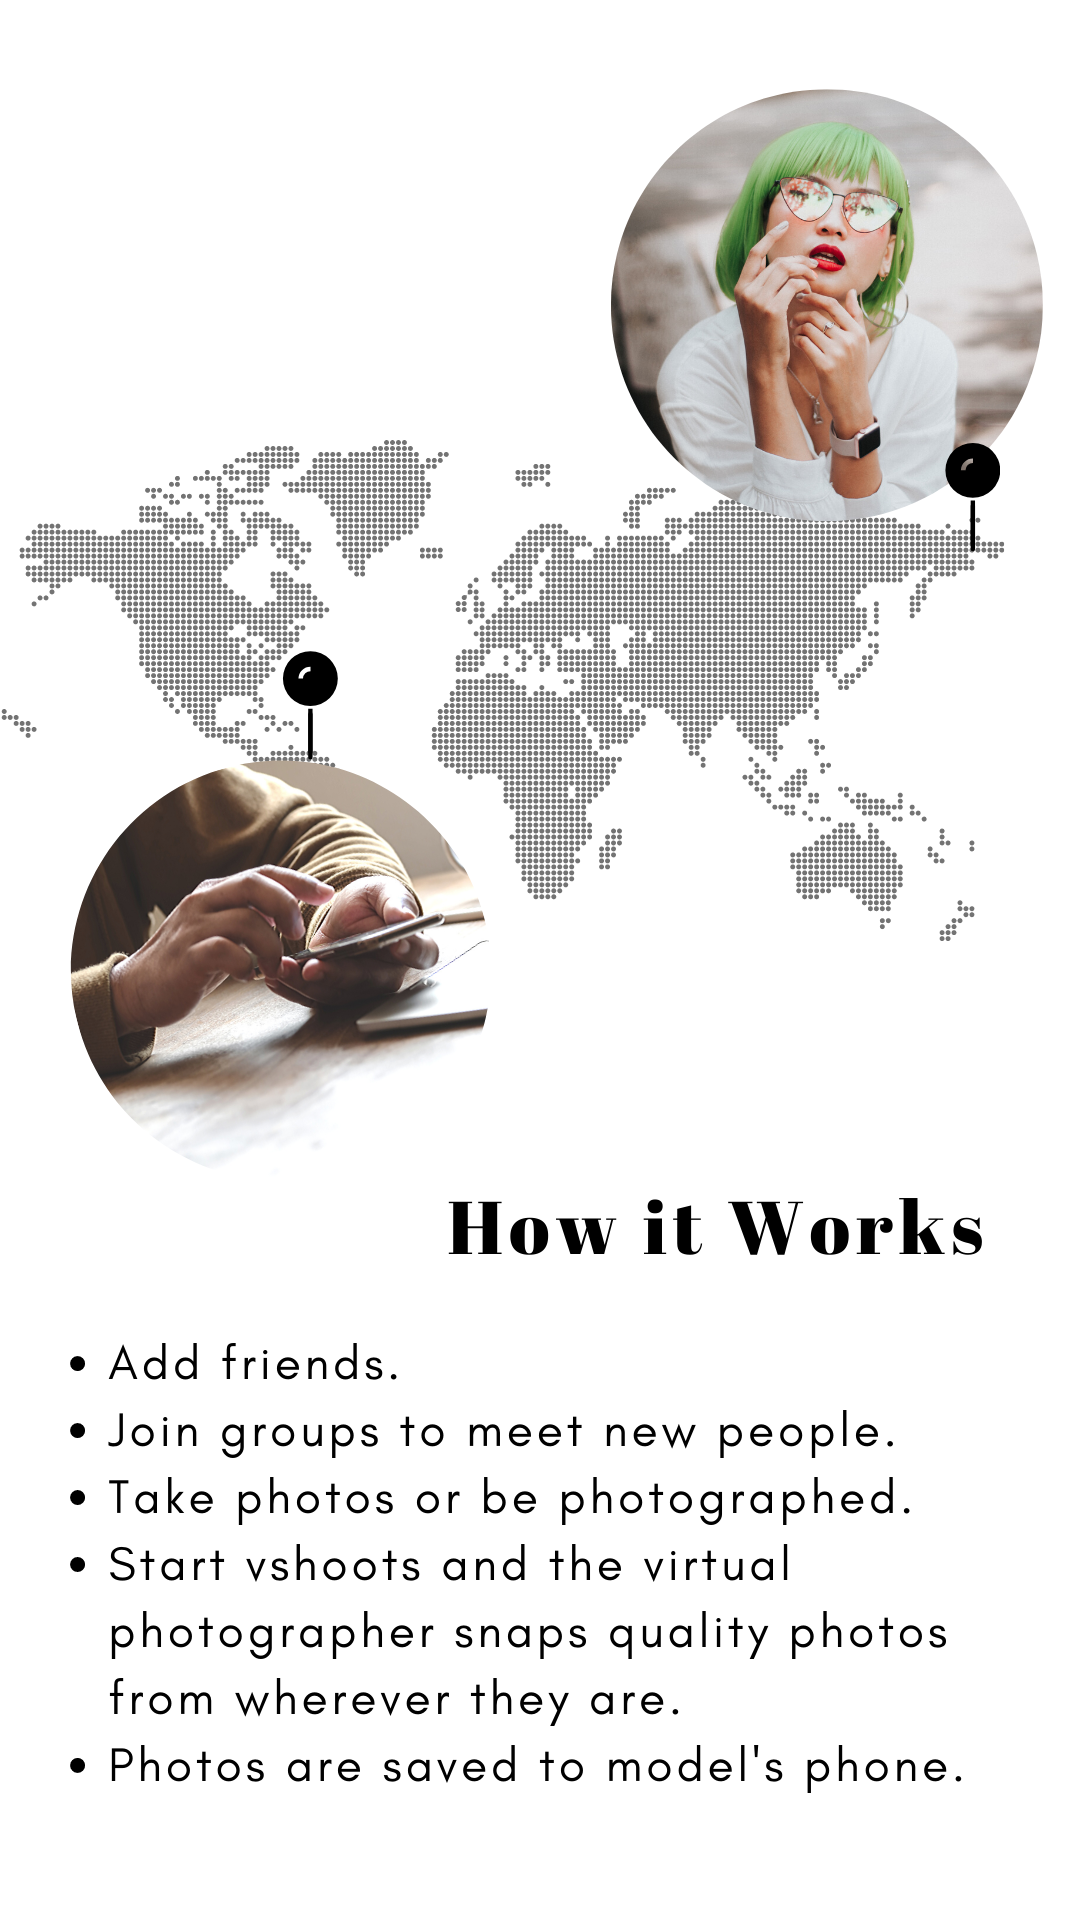 How it Works
• Add friends.
• Join groups to meet new people.
• Take photos or be photographed.
• Start vshoots and the virtual
photographer snaps quality photos
from wherever they are.
• Photos are saved to model's phone.